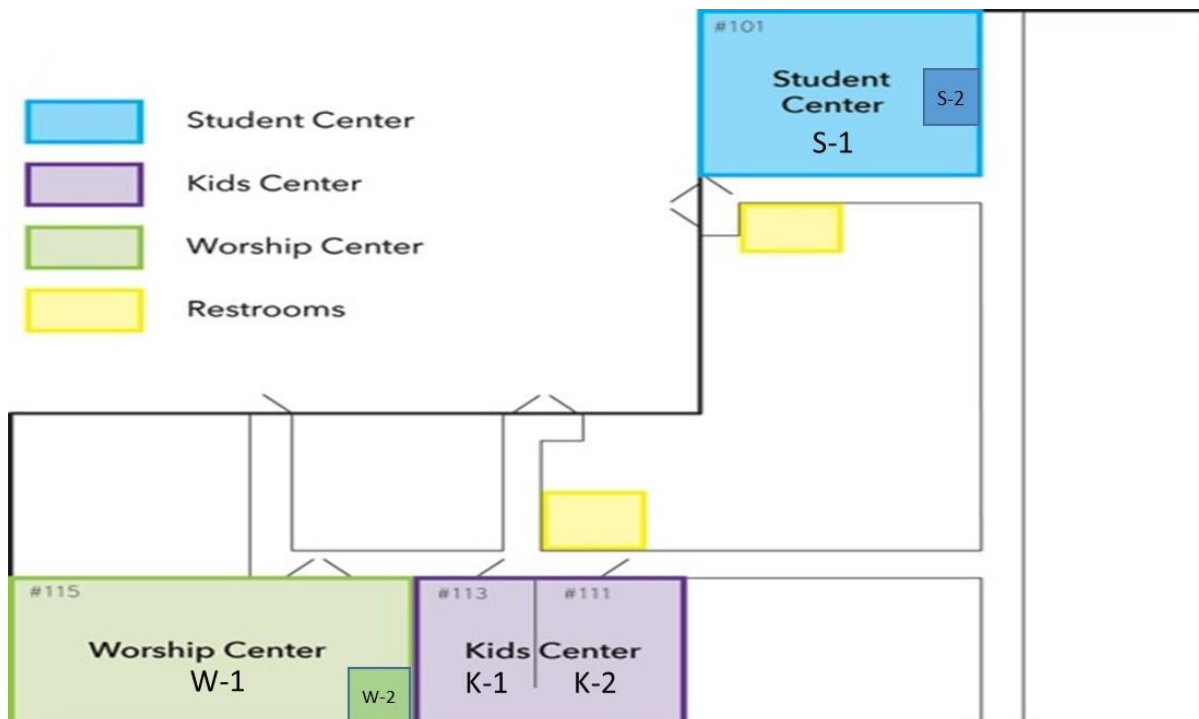 #101
Student
Center
S-1
S-2
Student Center
Kids Center
Worship Center
Restrooms
#115
Worship Center
W-1
W-2
#113
#111
Kids Center
K-1
K-2